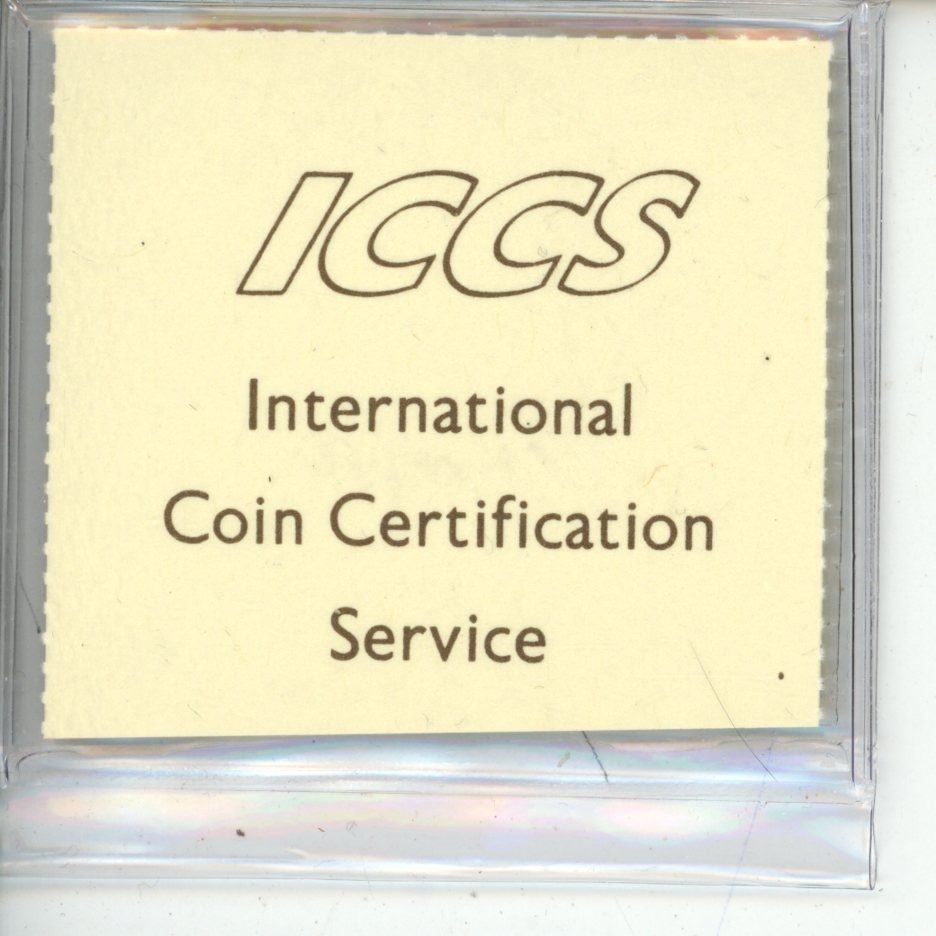 ICCS
International
Coin Certification
Service